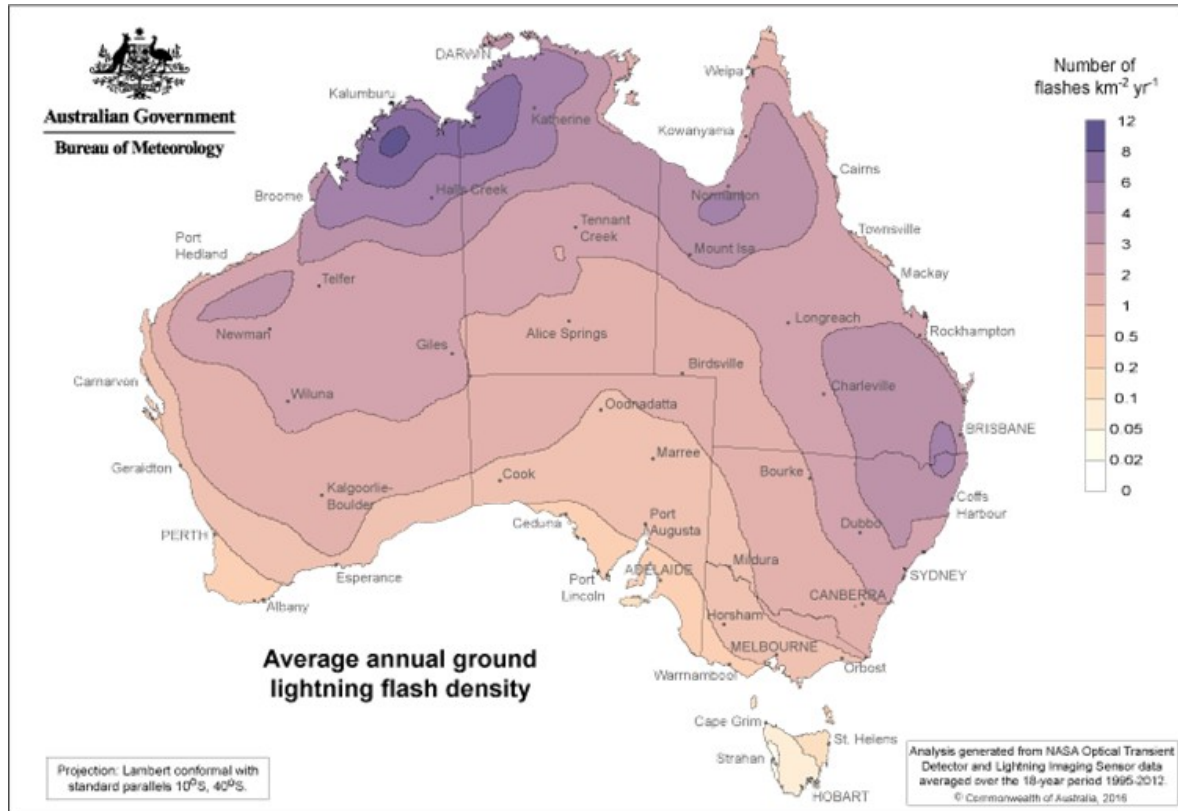 Australian Government
Bureau of Meteorology
DARWIN
Weipa
Kalumburu
Katherine
Kowanyama
Cairns
Broome
Halls Creek
Normanton
Port
Hedland
Tennant
Creek
Townsville
Mount Isa
Telfer
Mackay
Newman
Giles
Alice Springs
Longreach
Rockhampton
Carnarvon
Wiluna
Birdsville
Charleville
Oodnadatta
BRISBANE
Geraldton
Cook
Marree
Bourke
Kalgoorlie-
Boulder
Coffs
Harbour
PERTH
Ceduna
Port
Augusta
Dubbo
Esperance
Port
Lincoln
ADELAIDE
Mildura
SYDNEY
Albany
CANBERRA
Horsham
MELBOURNE
Orbost
Warrnambool
Cape Grim
Strahan
St. Helens
HOBART
Number of
flashes km-2 yr-1
12
8
6
4
3
2
1
0.5
0.2
0.1
0.05
0.02
0
Average annual ground
lightning flash density
Projection: Lambert conformal with
standard parallels 10°S, 40°S.
Analysis generated from NASA Optical Transient
Detector and Lightning Imaging Sensor data
averaged over the 18-year period 1995-2012.
© Commonwealth of Australia, 2016